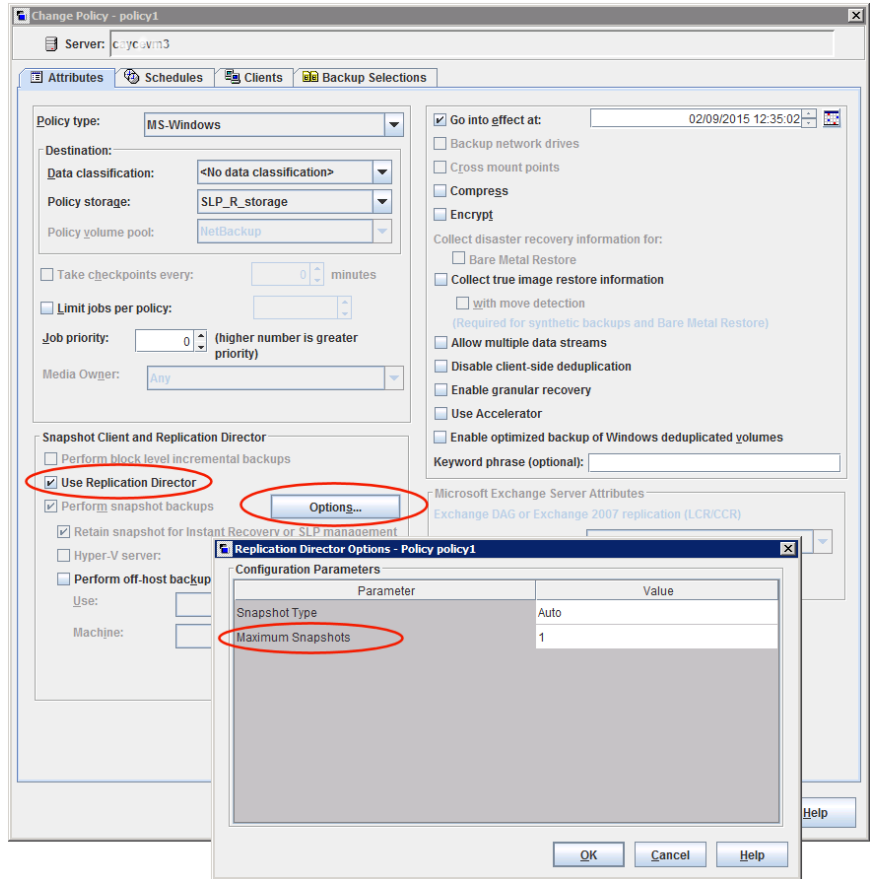 Change Policy - policy1
Server:
Attributes
Schedules
Clients
Backup Selections
Policy type:
MS-Windows
Destination:
Data classification:
<No data classification>
Policy storage:
SLP_R_storage
Policy volume pool:
NetBackup
Take checkpoints every:
0
minutes
Limit jobs per policy:
Job priority:
0
(higher number is greater
priority)
Media Owner:
Any
Snapshot Client and Replication Director
Perform block level incremental backups
Use Replication Director
Perform snapshot backups
Options...
Retain snapshot for Instant Recovery or SLP management
Hyper-V server:
Perform off-host backup
Use:
Machine:
Go into effect at:
02/09/2015 12:35:02
Backup network drives
Cross mount points
Compress
Encrypt
Collect disaster recovery information for:
Bare Metal Restore
Collect true image restore information
with move detection
(Required for synthetic backups and Bare Metal Restore)
Allow multiple data streams
Disable client-side deduplication
Enable granular recovery
Use Accelerator
Enable optimized backup of Windows deduplicated volumes
Keyword phrase (optional):
Microsoft Exchange Server Attributes
Exchange DAG or Exchange 2007 replication (LCR/CCR)
Help
Replication Director Options - Policy policy1
Configuration Parameters
Parameter
Value
Snapshot Type
Auto
Maximum Snapshots
1
OK
Cancel
Help